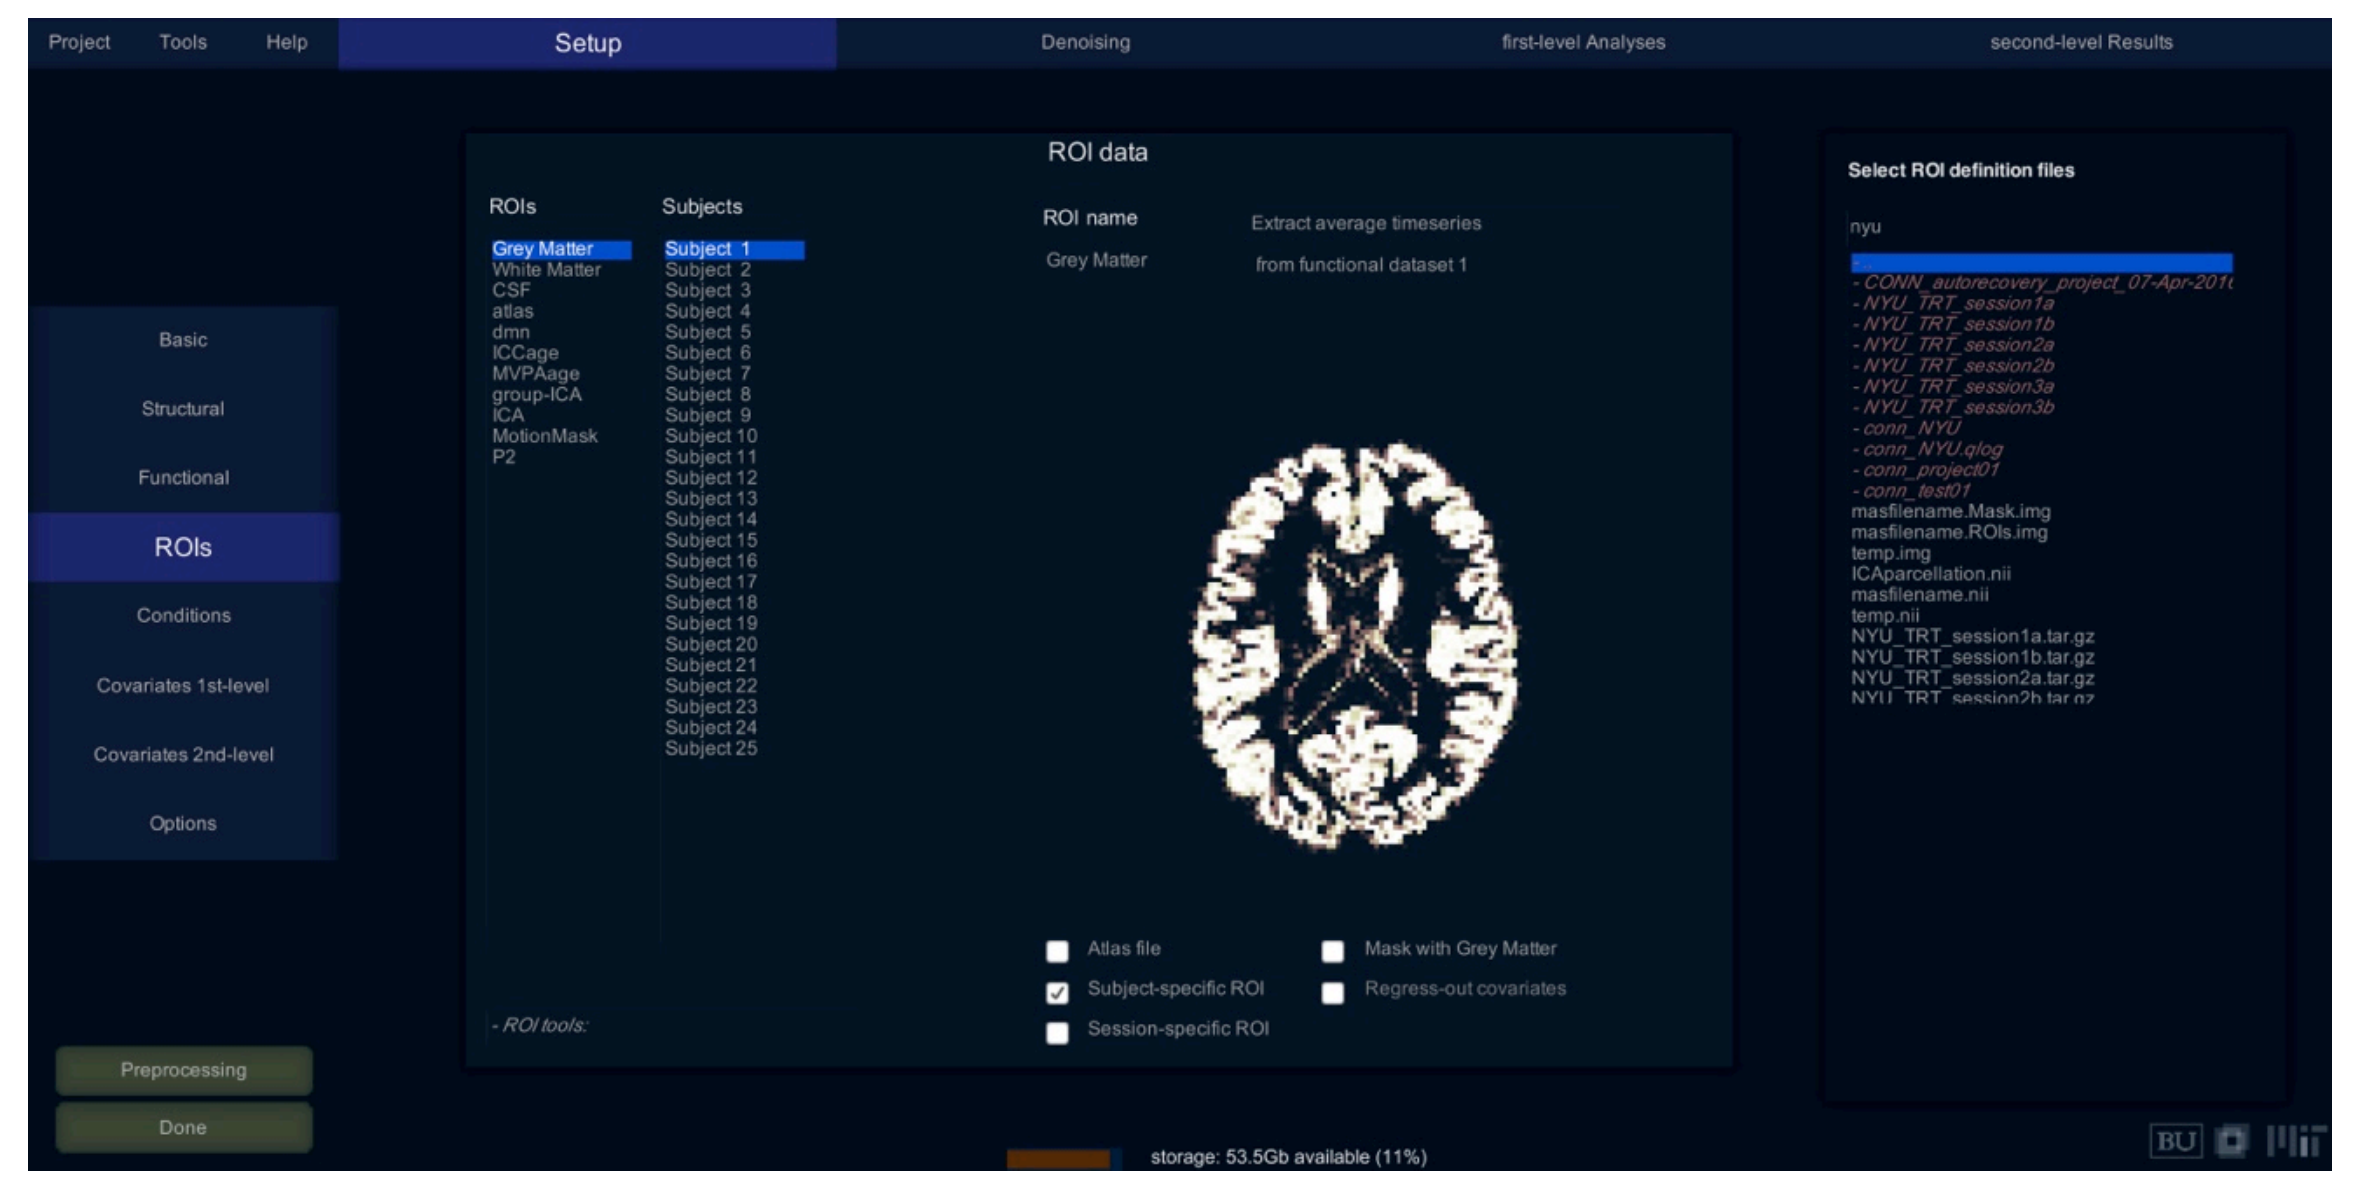 Project Tools Help Setup Denoising first-level Analyses second-level Results
Basic
Structural
Functional
ROIs
Conditions
Covariates 1st-level
Covariates 2nd-level
Options
Preprocessing
Done
ROI data
ROIs
Grey Matter
White Matter
CSF
atlas
dmn
ICCage
MVPAage
group-ICA
ICA
MotionMask
P2
- ROI tools:
Subjects
Subject 1
Subject 2
Subject 3
Subject 4
Subject 5
Subject 6
Subject 7
Subject 8
Subject 9
Subject 10
Subject 11
Subject 12
Subject 13
Subject 14
Subject 15
Subject 16
Subject 17
Subject 18
Subject 19
Subject 20
Subject 21
Subject 22
Subject 23
Subject 24
Subject 25
ROI name
Grey Matter
Extract average timeseries
from functional dataset 1
Atlas file
Subject-specific ROI
Session-specific ROI
Mask with Grey Matter
Regress-out covariates
Select ROI definition files
nyu
- ..
- CONN_autorecovery_project_07-Apr-2016
- NYU_TRT_session1a
- NYU_TRT_session1b
- NYU_TRT_session2a
- NYU_TRT_session2b
- NYU_TRT_session3a
- NYU_TRT_session3b
- conn_NYU
- conn_NYU.qlog
- conn_project01
- conn_test01
masfilename.Mask.img
masfilename.ROIs.img
temp.img
ICAparcellation.nii
masfilename.nii
temp.nii
NYU_TRT_session1a.tar.gz
NYU_TRT_session1b.tar.gz
NYU_TRT_session2a.tar.gz
NYU_TRT_session2b.tar.gz
storage: 53.5Gb available (11%)
BU
MIT